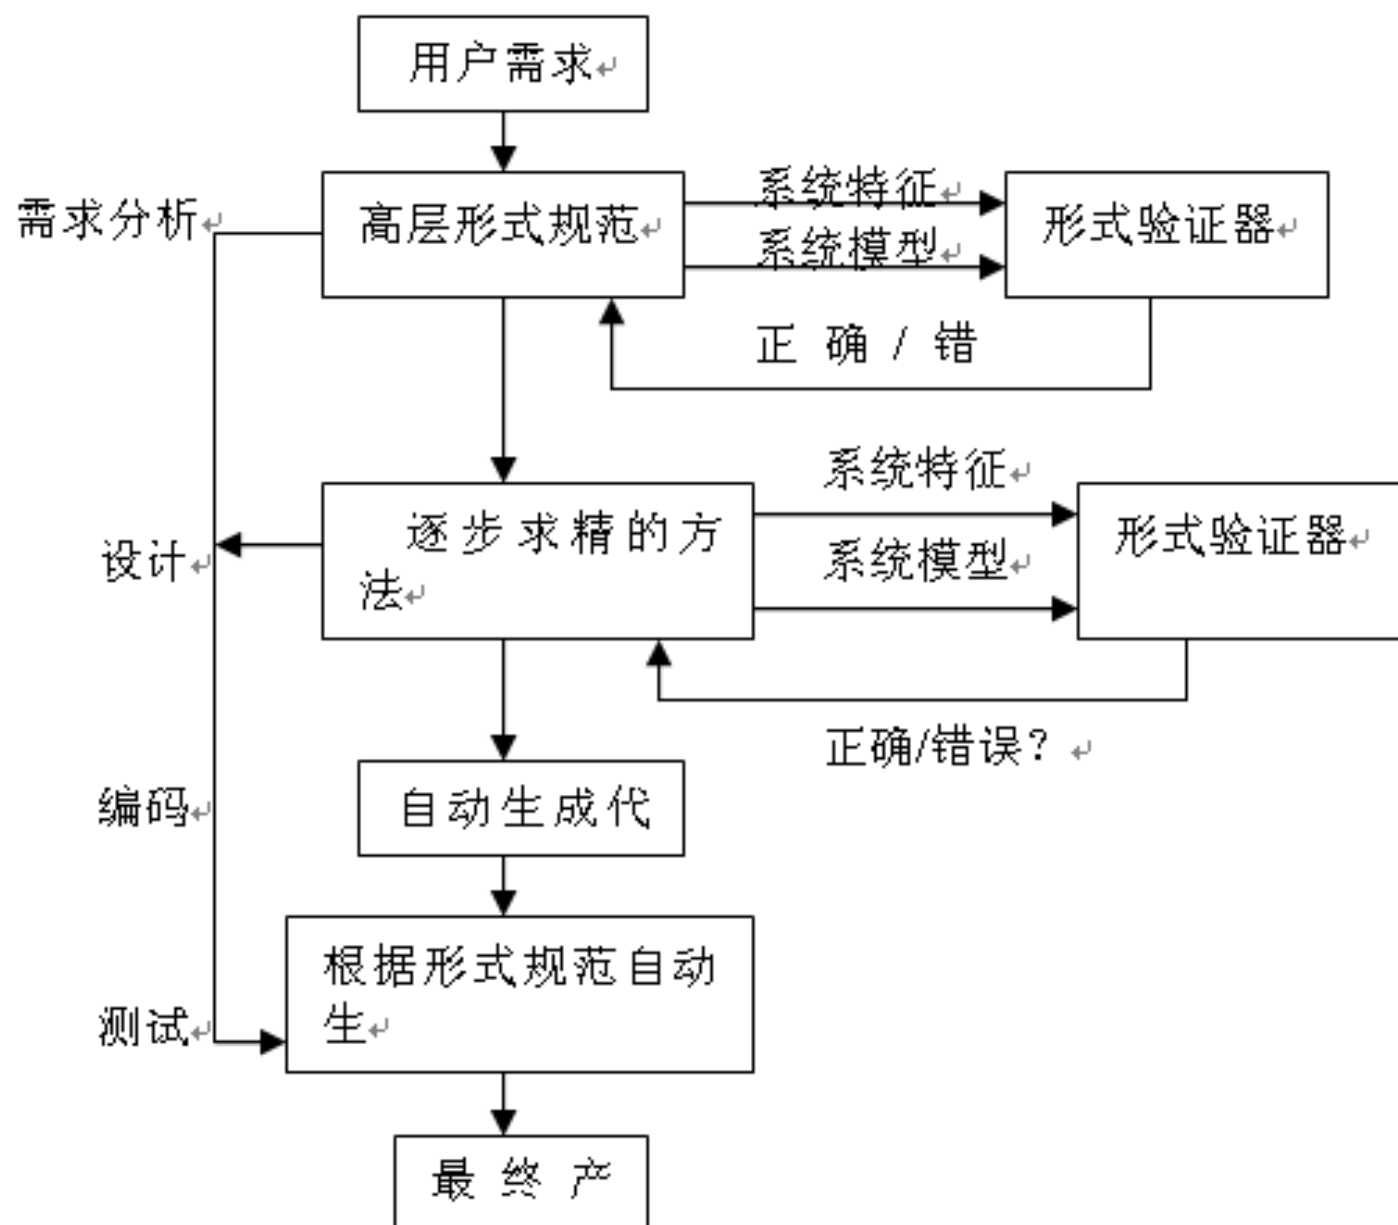 用户需求
需求分析
高层形式规范
系统特征
系统模型
形式验证器
正 确 / 错
设计
逐步求精的方
法
系统特征
系统模型
形式验证器
正确/错误？
编码
自动生成代
测试
根据形式规范自动
生
最 终 产